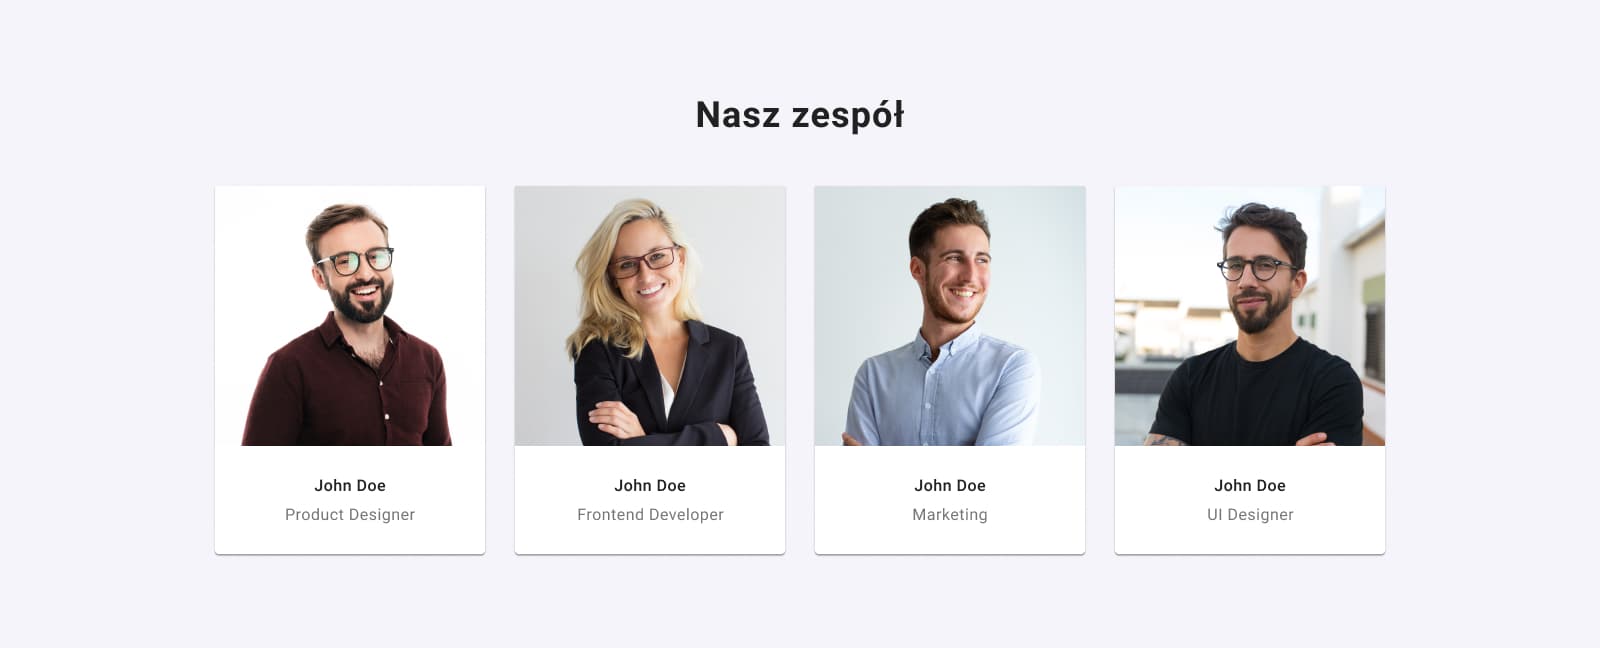 Nasz zespół
John Doe
Product Designer
John Doe
Frontend Developer
John Doe
Marketing
John Doe
UI Designer